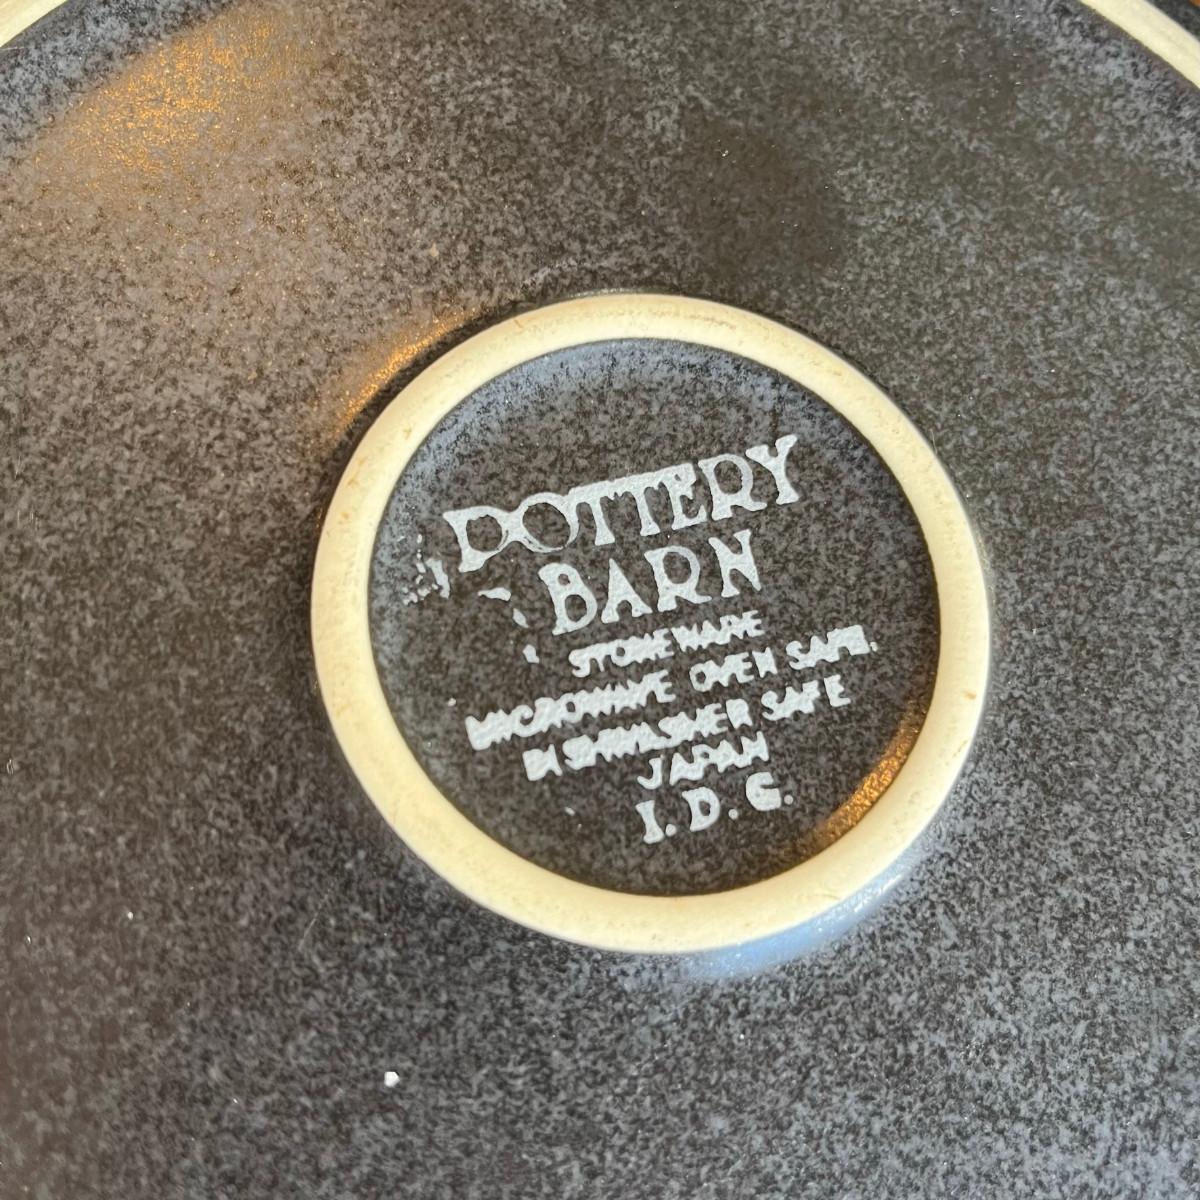 POTTERY
BARN
STONEWARE
MICROWAVE OVEN SAFE,
DISHWASHER SAFE
JAPAN
I. D. G.